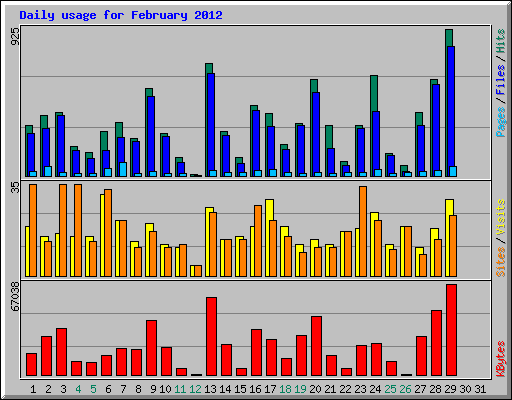 Daily usage for February 2012
925
Pages / Files / Hits
35
Sites / Visits
67038
KBytes
1 2 3 4 5 6 7 8 9 10 11 12 13 14 15 16 17 18 19 20 21 22 23 24 25 26 27 28 29 30 31